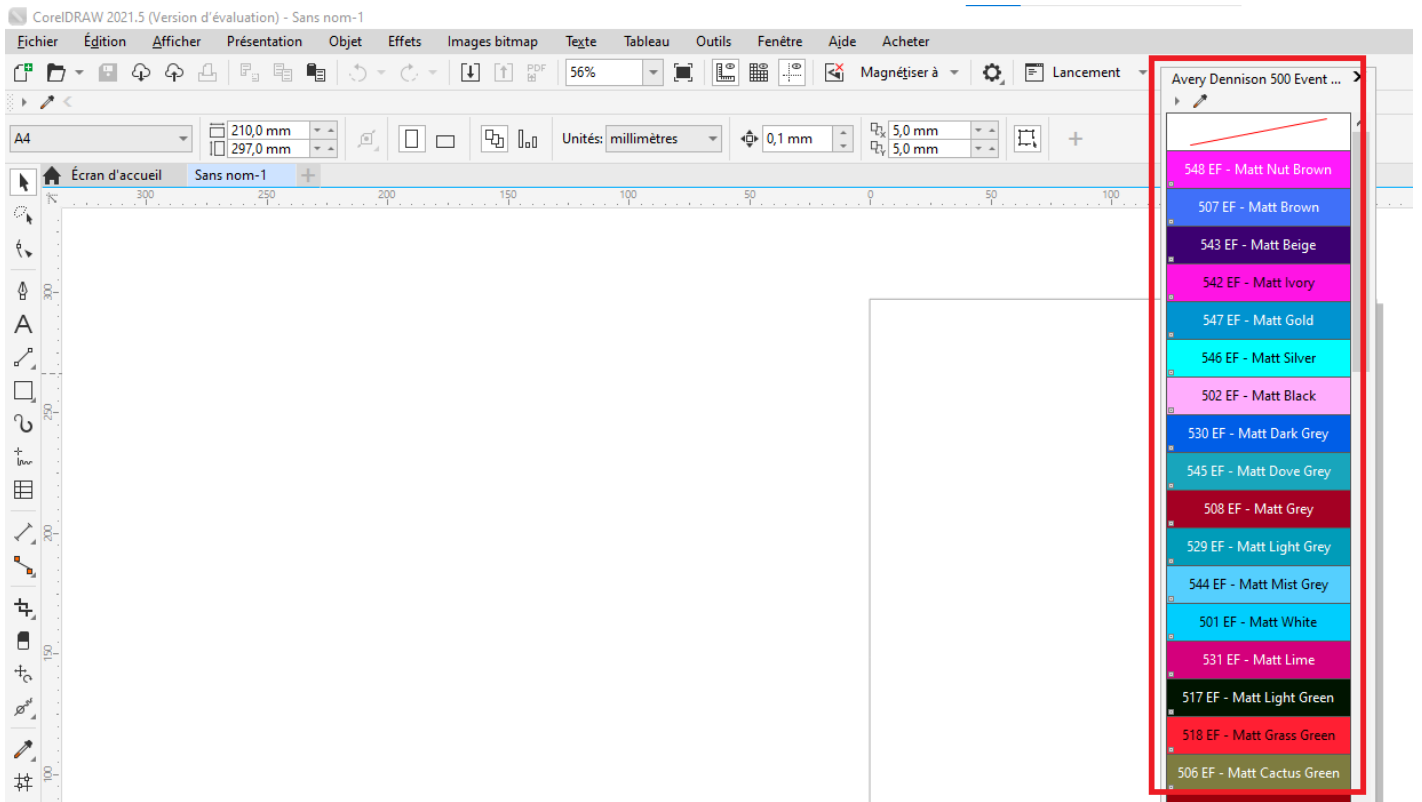 CorelDRAW 2021.5 (Version d'évaluation) - Sans nom-1
Fichier Édition Afficher Présentation Objet Effets Images bitmap Texte Tableau Outils Fenêtre Aide Acheter
PDF 56% Magnétiser à Lancement
A4 210,0 mm 297,0 mm Unités: millimètres 0,1 mm 5,0 mm 5,0 mm
Écran d'accueil Sans nom-1
300 250 200 150 100 50 0 50 100
300
250
200
150
100
Avery Dennison 500 Event ...
548 EF - Matt Nut Brown
507 EF - Matt Brown
543 EF - Matt Beige
542 EF - Matt Ivory
547 EF - Matt Gold
546 EF - Matt Silver
502 EF - Matt Black
530 EF - Matt Dark Grey
545 EF - Matt Dove Grey
508 EF - Matt Grey
529 EF - Matt Light Grey
544 EF - Matt Mist Grey
501 EF - Matt White
531 EF - Matt Lime
517 EF - Matt Light Green
518 EF - Matt Grass Green
506 EF - Matt Cactus Green